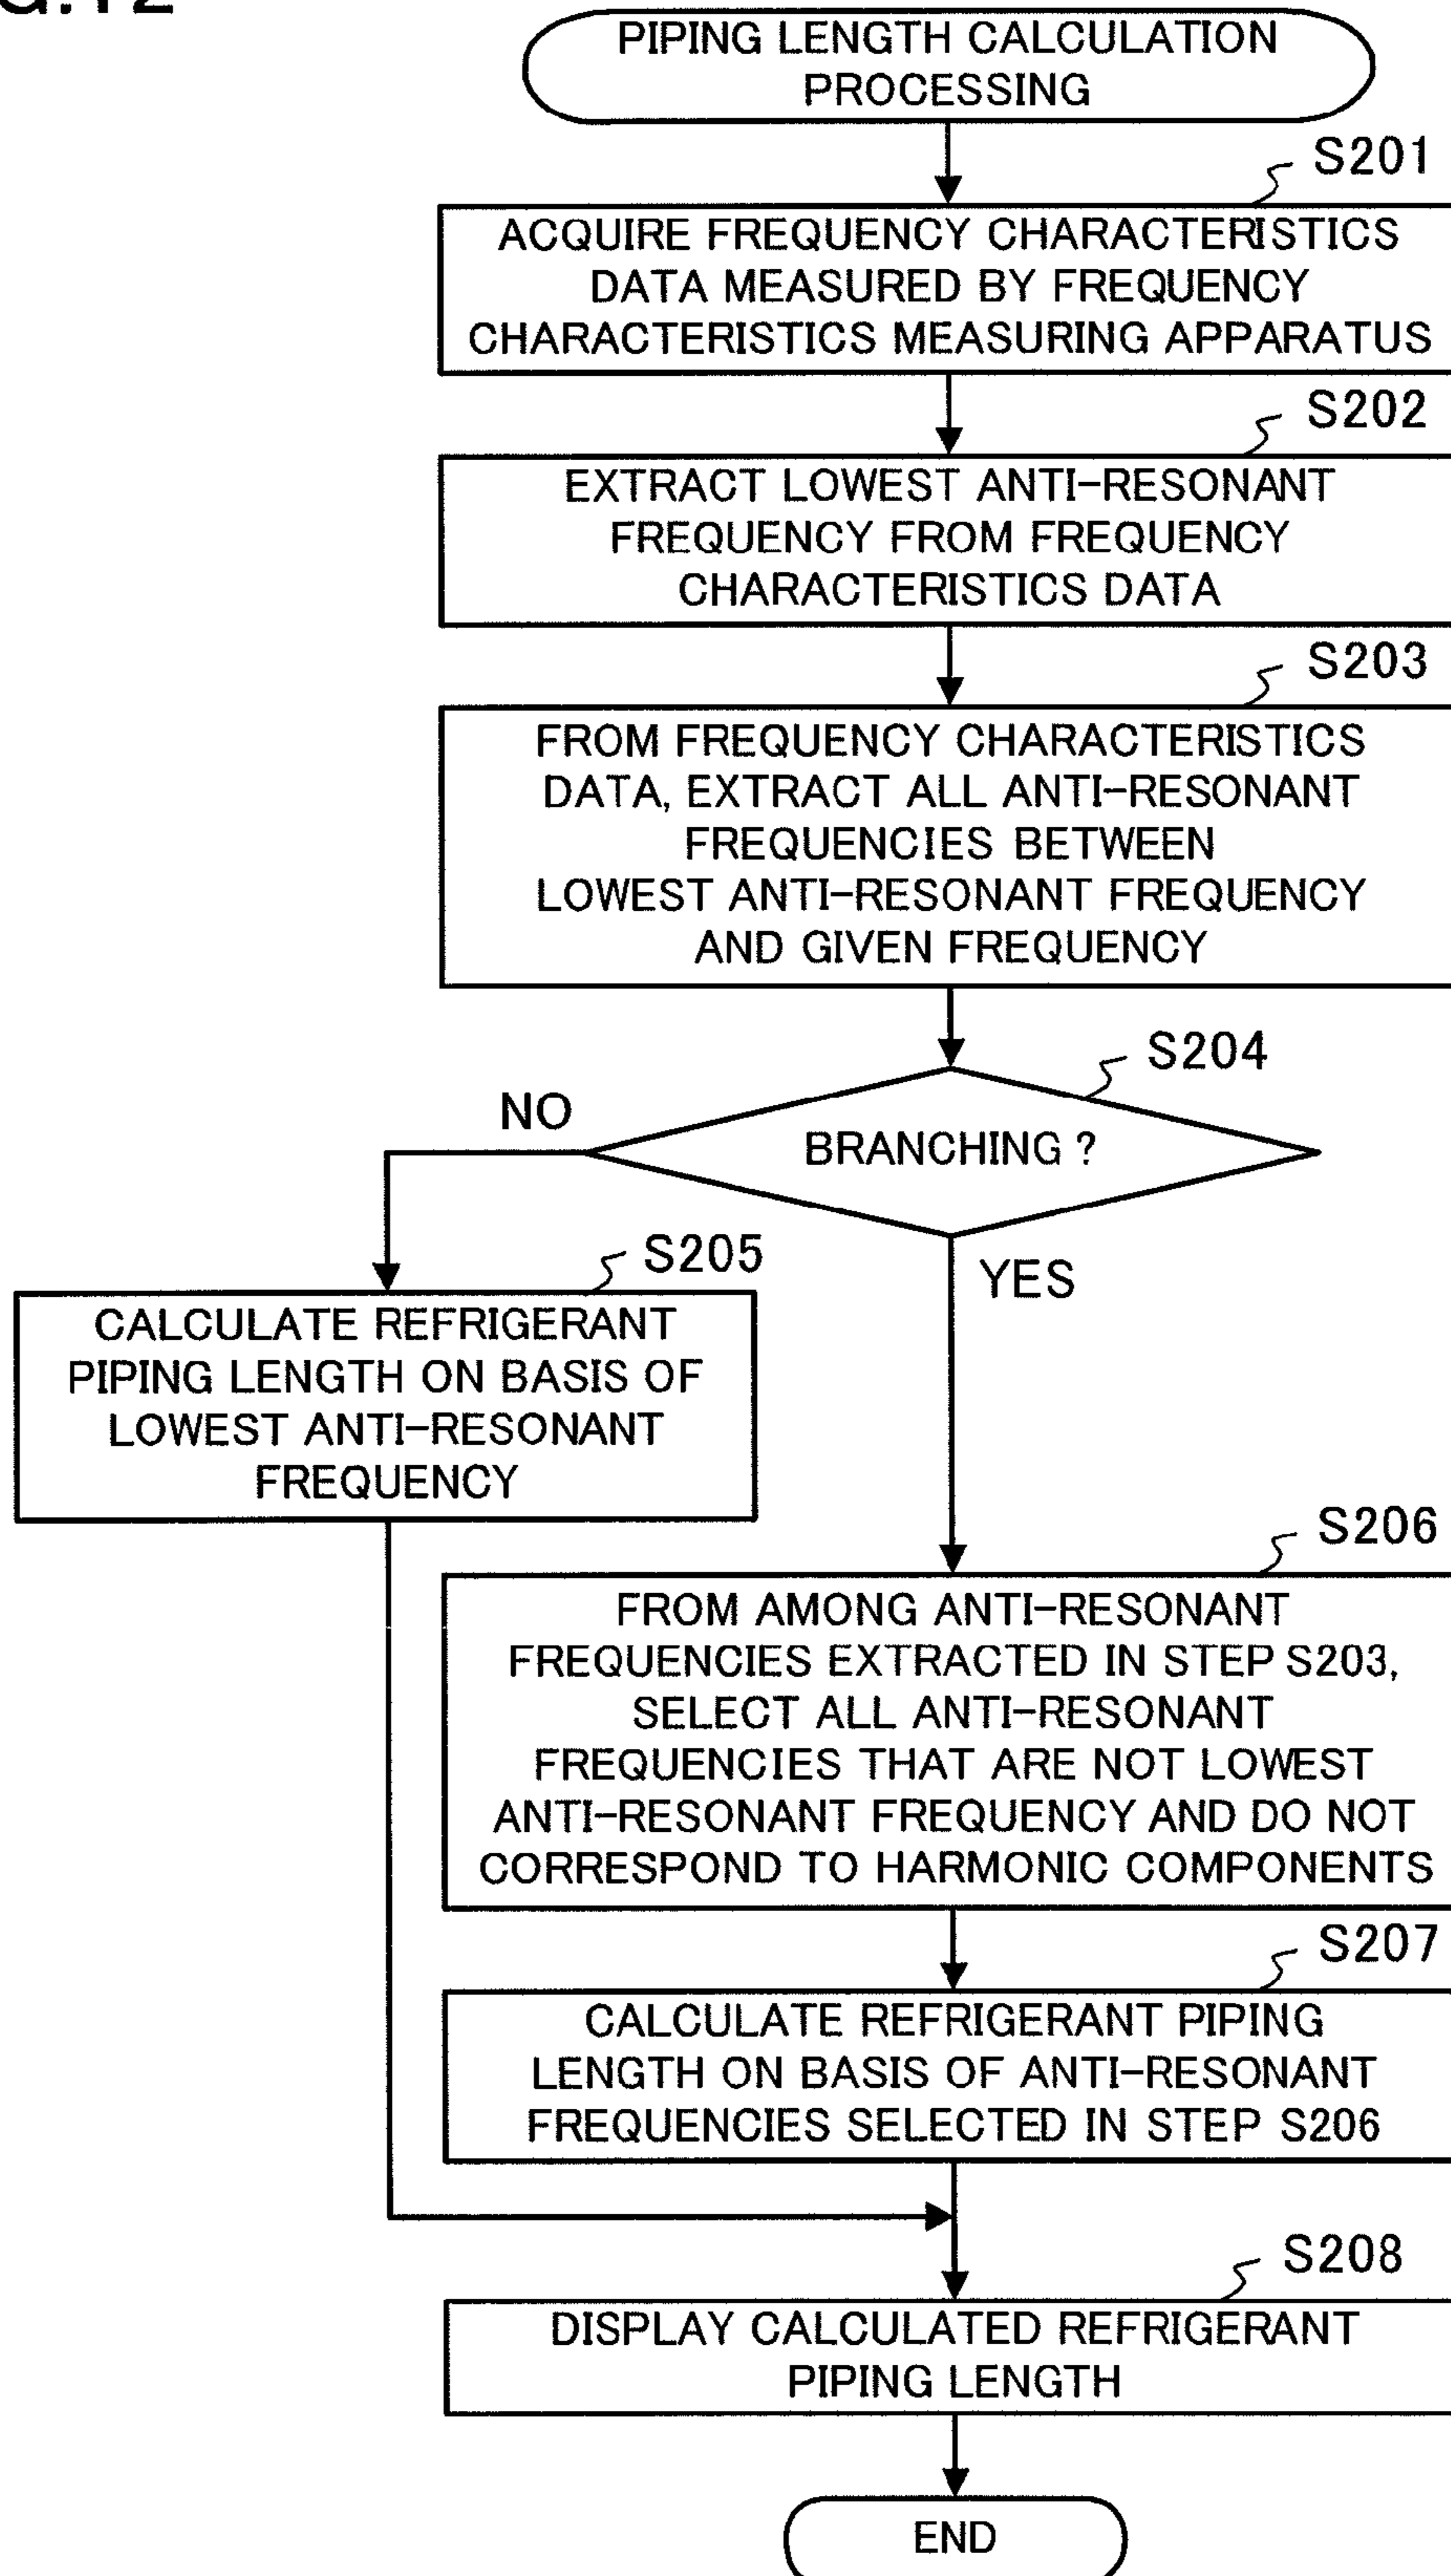 G.12
PIPING LENGTH CALCULATION
PROCESSING
S201
ACQUIRE FREQUENCY CHARACTERISTICS
DATA MEASURED BY FREQUENCY
CHARACTERISTICS MEASURING APPARATUS
S202
EXTRACT LOWEST ANTI-RESONANT
FREQUENCY FROM FREQUENCY
CHARACTERISTICS DATA
S203
FROM FREQUENCY CHARACTERISTICS
DATA, EXTRACT ALL ANTI-RESONANT
FREQUENCIES BETWEEN
LOWEST ANTI-RESONANT FREQUENCY
AND GIVEN FREQUENCY
S204
NO
BRANCHING ?
YES
S205
CALCULATE REFRIGERANT
PIPING LENGTH ON BASIS OF
LOWEST ANTI-RESONANT
FREQUENCY
S206
FROM AMONG ANTI-RESONANT
FREQUENCIES EXTRACTED IN STEP S203,
SELECT ALL ANTI-RESONANT
FREQUENCIES THAT ARE NOT LOWEST
ANTI-RESONANT FREQUENCY AND DO NOT
CORRESPOND TO HARMONIC COMPONENTS
S207
CALCULATE REFRIGERANT PIPING
LENGTH ON BASIS OF ANTI-RESONANT
FREQUENCIES SELECTED IN STEP S206
S208
DISPLAY CALCULATED REFRIGERANT
PIPING LENGTH
END